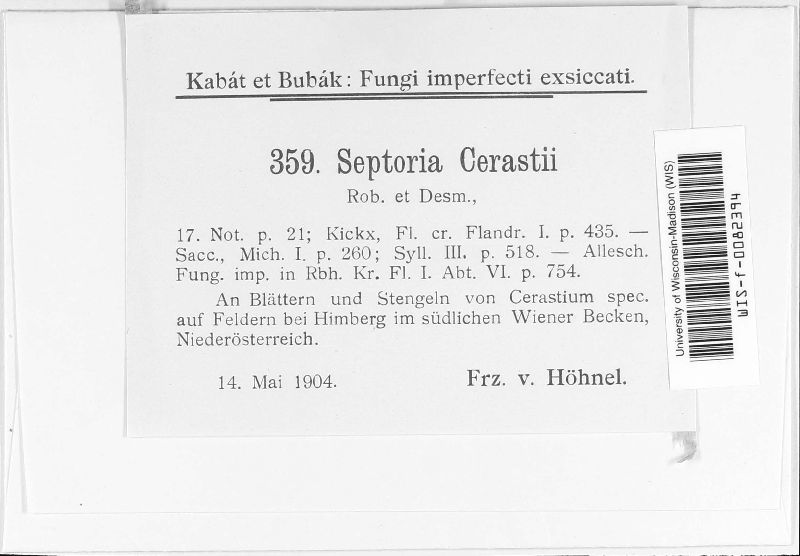 Kabát et Bubák: Fungi imperfecti exsiccati.
359. Septoria Cerastii
Rob. et Desm.,
17. Not. p. 21; Kickx, Fl. cr. Flandr. I. p. 435. —
Sacc., Mich. I. p. 260; Syll. III. p. 518. — Allesch.
Fung. imp. in Rbh. Kr. Fl. I. Abt. VI. p. 754.
An Blättern und Stengeln von Cerastium spec.
auf Feldern bei Himberg im südlichen Wiener Becken,
Niederösterreich.
14. Mai 1904. Frz. v. Höhnel.
University of Wisconsin-Madison (WIS)
WIS-f-0082394